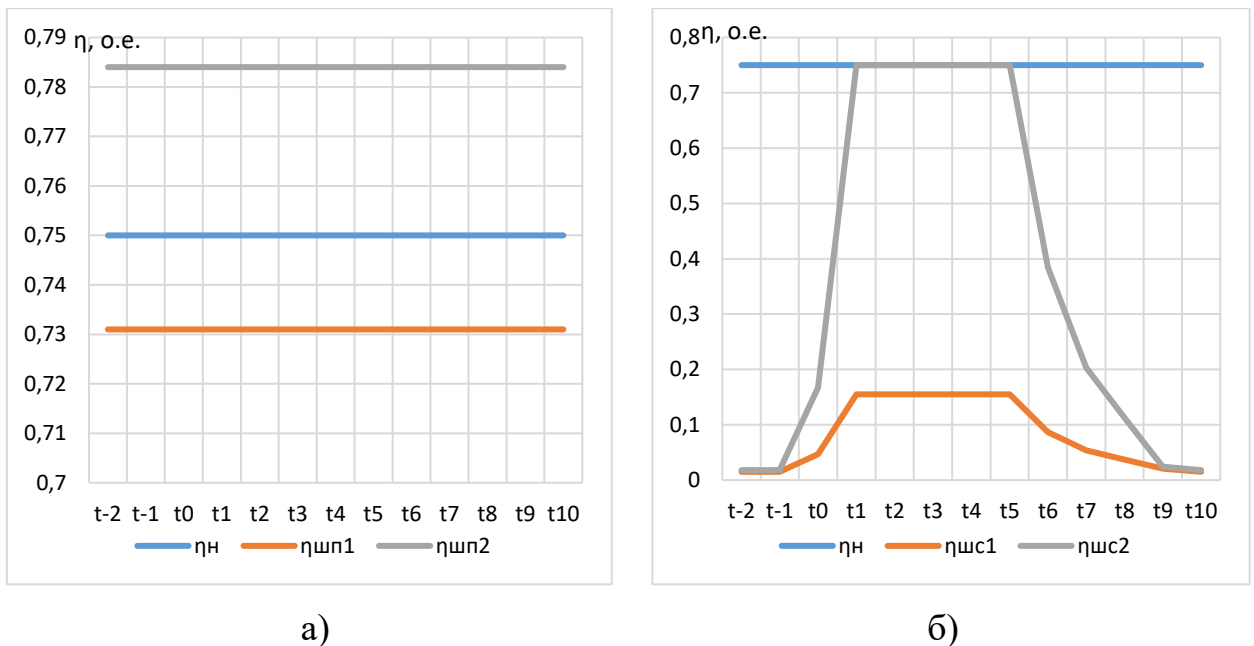 η, о.е.
0,79
0,78
0,77
0,76
0,75
0,74
0,73
0,72
0,71
0,7
t-2 t-1 t0 t1 t2 t3 t4 t5 t6 t7 t8 t9 t10
ηн ηшп1 ηшп2
а)
η, о.е.
0,8
0,7
0,6
0,5
0,4
0,3
0,2
0,1
0
t-2 t-1 t0 t1 t2 t3 t4 t5 t6 t7 t8 t9 t10
ηн ηшс1 ηшс2
б)